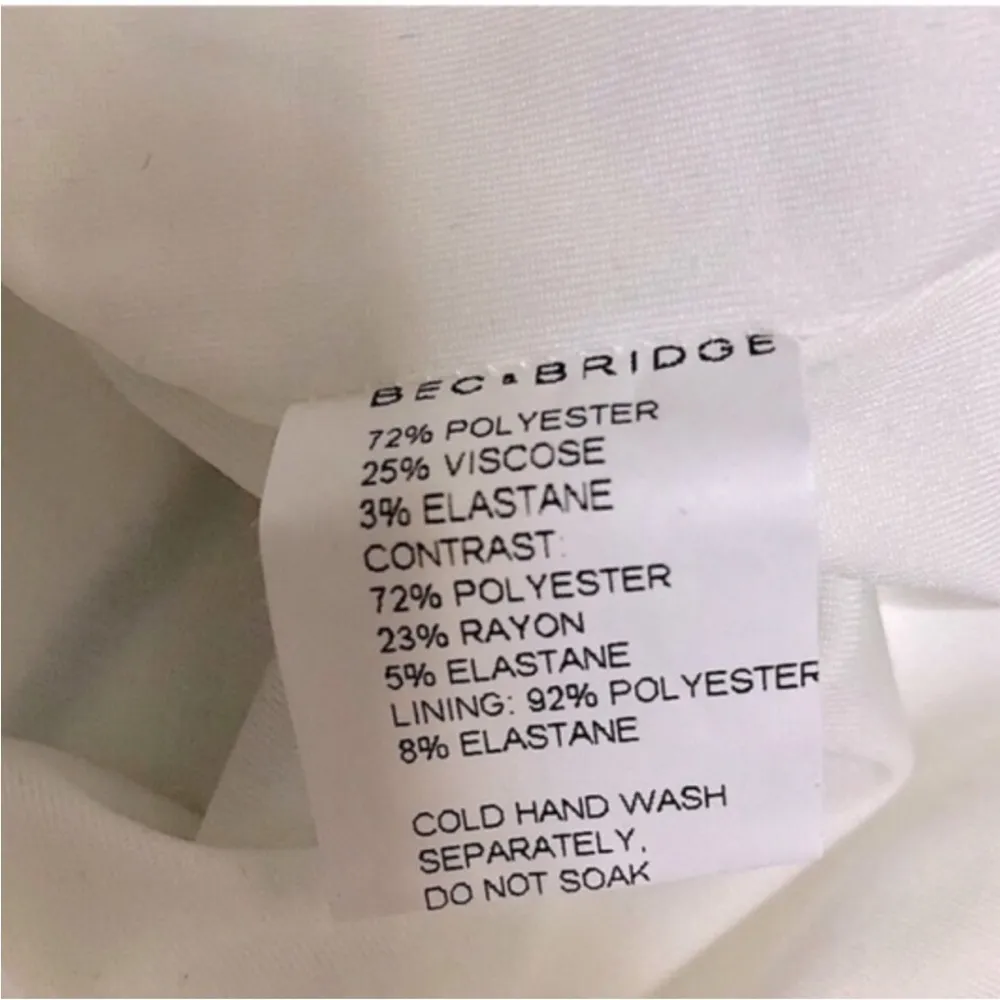 BEC & BRIDGE
72% POLYESTER
25% VISCOSE
3% ELASTANE
CONTRAST:
72% POLYESTER
23% RAYON
5% ELASTANE
LINING: 92% POLYESTER
8% ELASTANE
COLD HAND WASH
SEPARATELY,
DO NOT SOAK